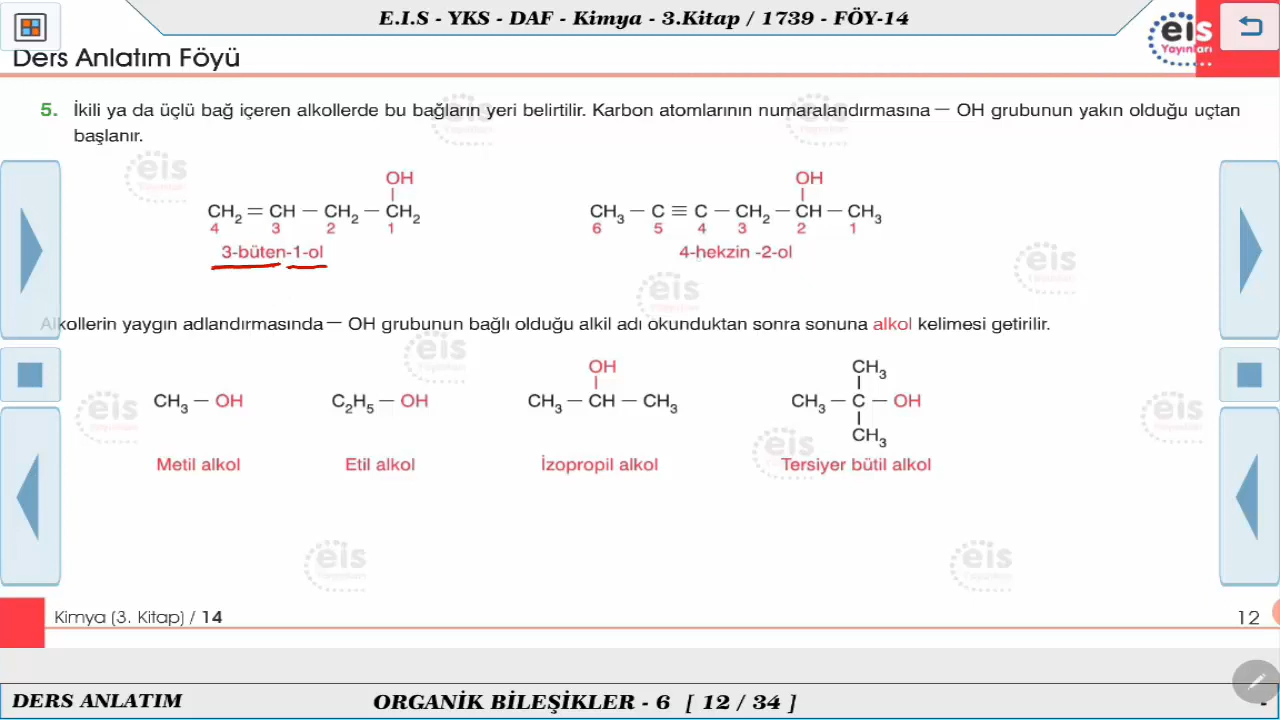 E.I.S - YKS - DAF - Kimya - 3.Kitap / 1739 - FÖY-14
eis
Yayınları
Ders Anlatım Föyü
5. İkili ya da üçlü bağ içeren alkollerde bu bağların yeri belirtilir. Karbon atomlarının numaralandırmasına — OH grubunun yakın olduğu uçtan
başlanır.
OH
CH₂ = CH — CH₂ — CH₂
4 3 2 1
3-büten-1-ol
OH
CH₃ — C ≡ C — CH₂ — CH — CH₃
6 5 4 3 2 1
4-hekzin -2-ol
Alkollerin yaygın adlandırmasında — OH grubunun bağlı olduğu alkil adı okunduktan sonra sonuna alkol kelimesi getirilir.
CH₃ — OH
Metil alkol
C₂H₅ — OH
Etil alkol
OH
CH₃ — CH — CH₃
İzopropil alkol
CH₃
CH₃ — C — OH
CH₃
Tersiyer bütil alkol
Kimya (3. Kitap) / 14
12
DERS ANLATIM
ORGANİK BİLEŞİKLER - 6 [ 12 / 34 ]
-